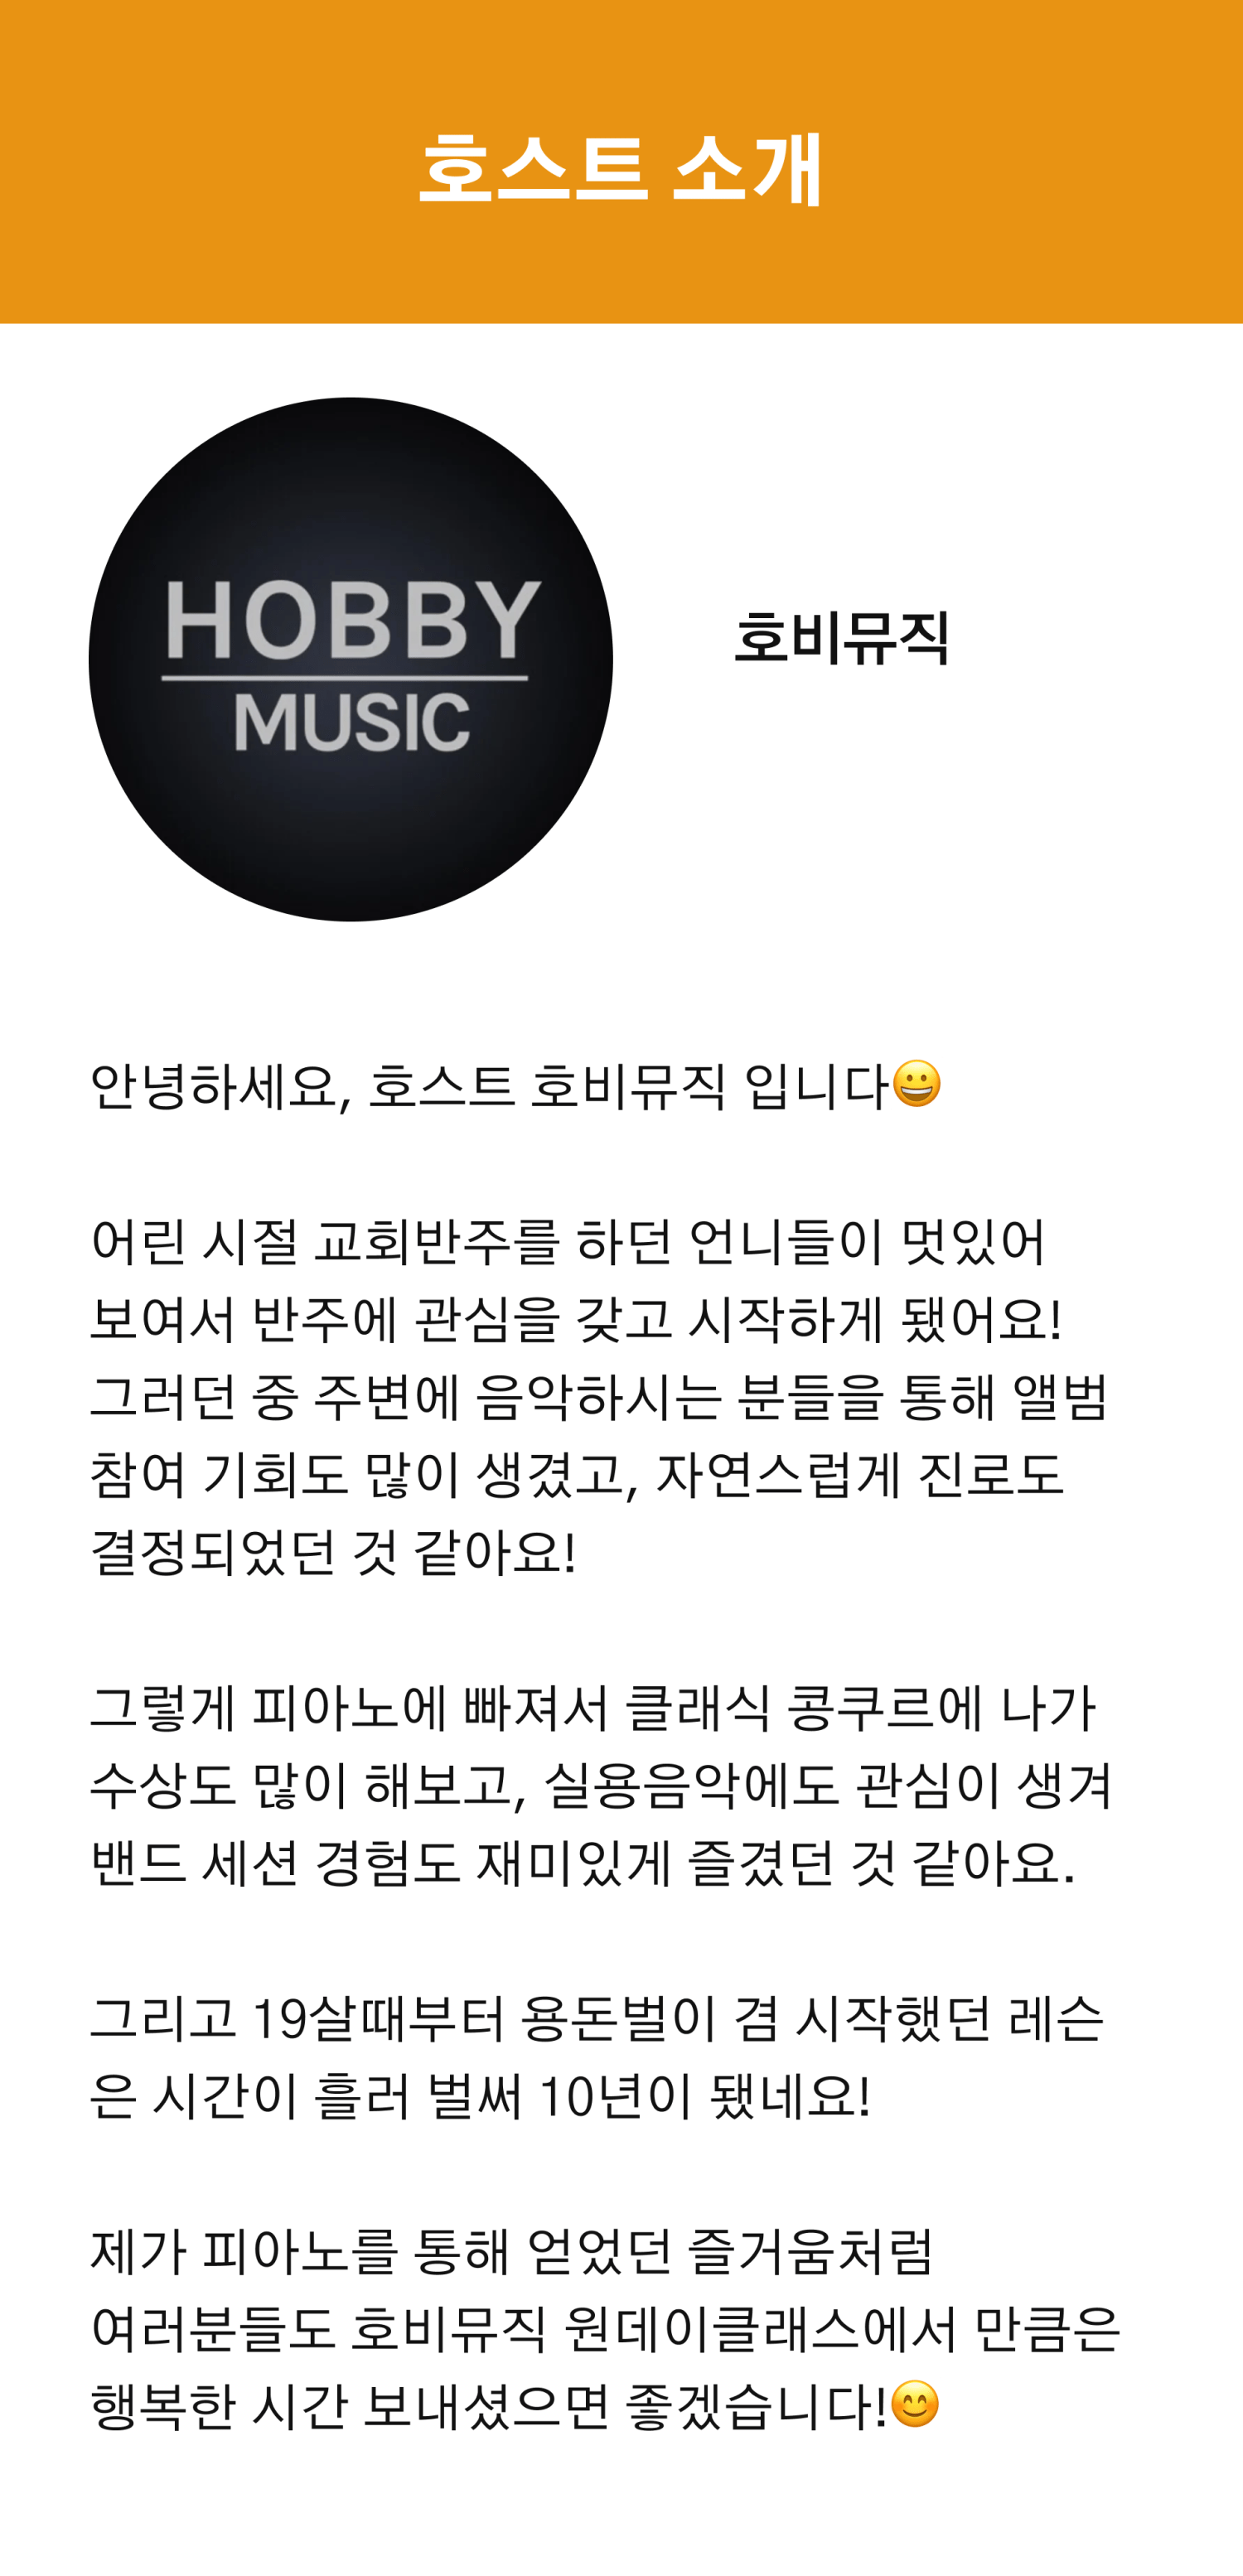 호스트 소개
HOBBY
MUSIC
호비뮤직
안녕하세요, 호스트 호비뮤직 입니다😀
어린 시절 교회반주를 하던 언니들이 멋있어
보여서 반주에 관심을 갖고 시작하게 됐어요!
그러던 중 주변에 음악하시는 분들을 통해 앨범
참여 기회도 많이 생겼고, 자연스럽게 진로도
결정되었던 것 같아요!
그렇게 피아노에 빠져서 클래식 콩쿠르에 나가
수상도 많이 해보고, 실용음악에도 관심이 생겨
밴드 세션 경험도 재미있게 즐겼던 것 같아요.
그리고 19살때부터 용돈벌이 겸 시작했던 레슨
은 시간이 흘러 벌써 10년이 됐네요!
제가 피아노를 통해 얻었던 즐거움처럼
여러분들도 호비뮤직 원데이클래스에서 만큼은
행복한 시간 보내셨으면 좋겠습니다!😊